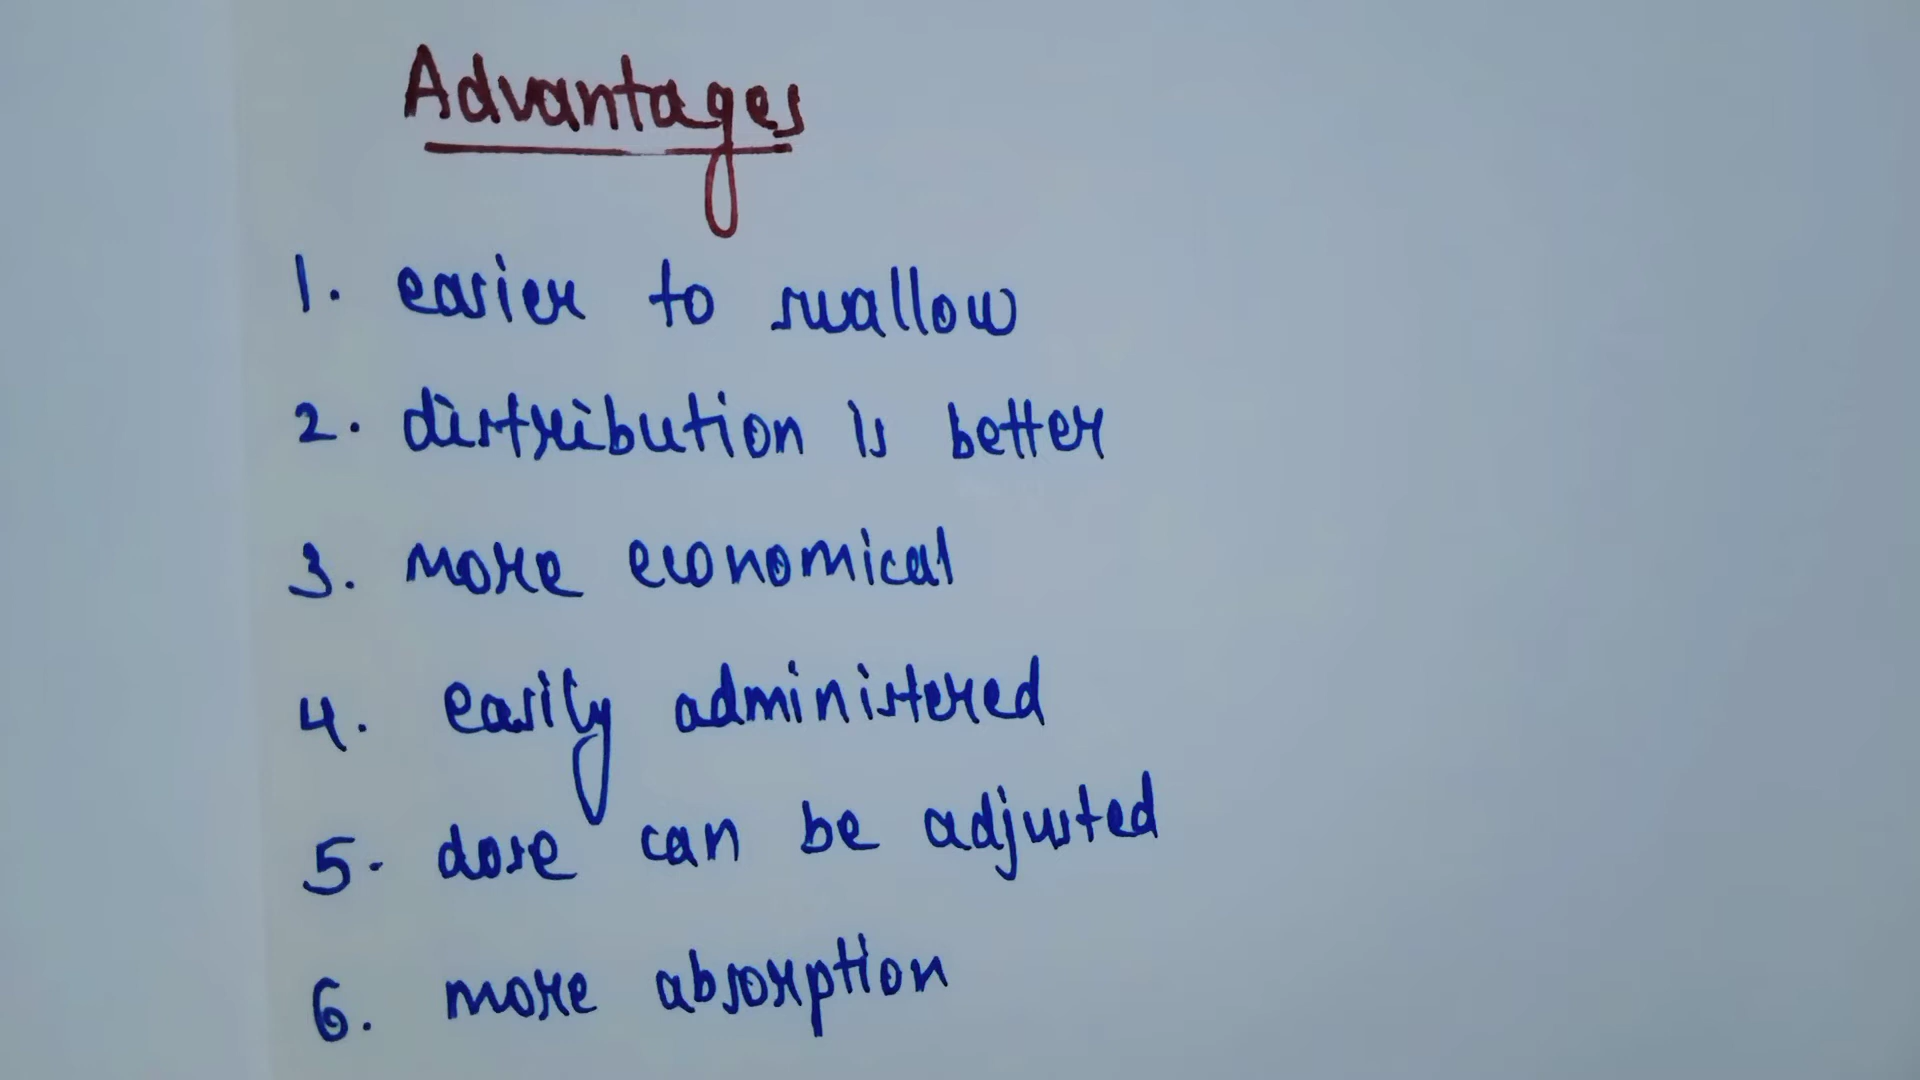 Advantages
1. easier to swallow
2. distribution is better
3. more economical
4. easily administered
5. dose can be adjusted
6. more absorption